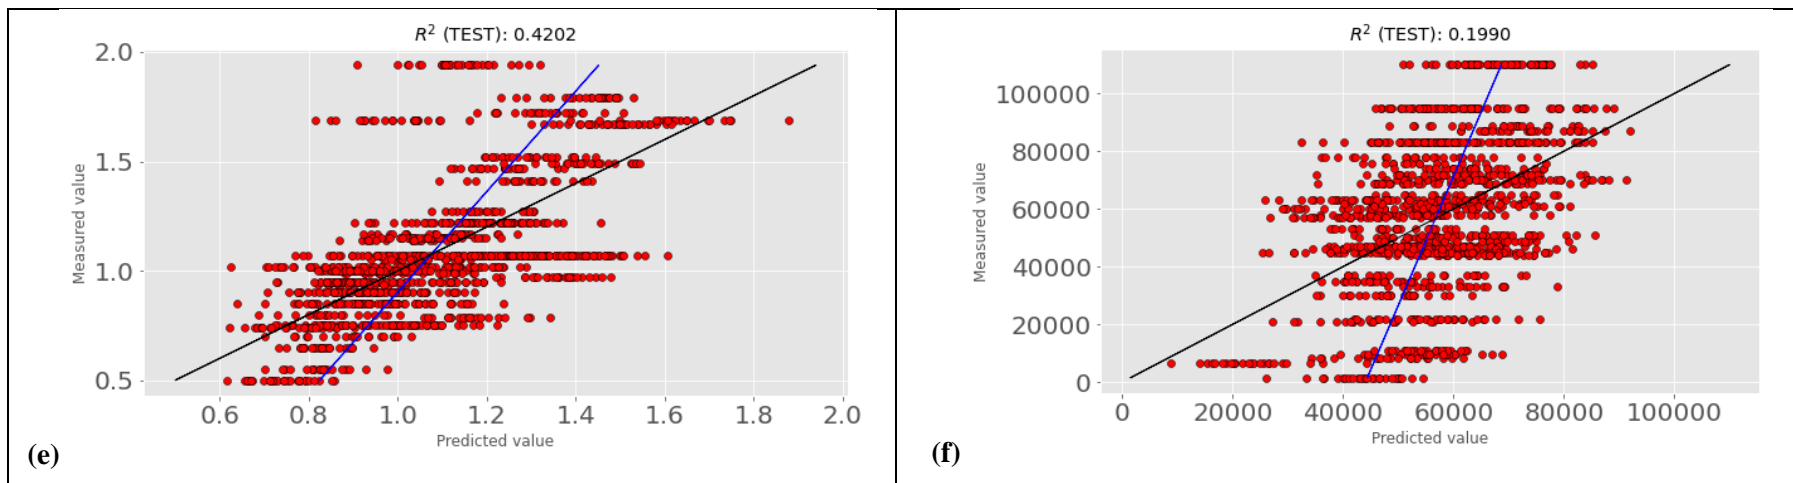 R² (TEST): 0.4202
2.0
1.5
1.0
0.5
Measured value
0.6 0.8 1.0 1.2 1.4 1.6 1.8 2.0
Predicted value
(e)
R² (TEST): 0.1990
100000
80000
60000
40000
20000
0
Measured value
0 20000 40000 60000 80000 100000
Predicted value
(f)